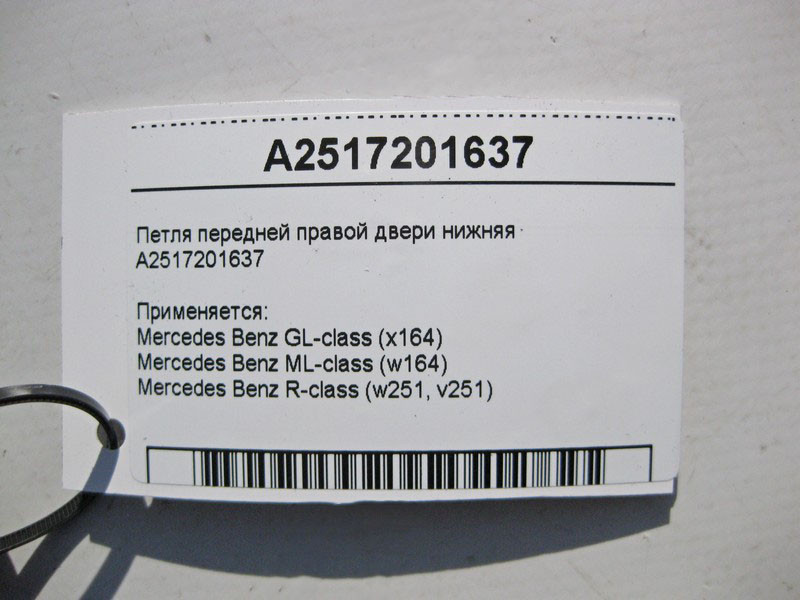 A2517201637
Петля передней правой двери нижняя
A2517201637
Применяется:
Mercedes Benz GL-class (x164)
Mercedes Benz ML-class (w164)
Mercedes Benz R-class (w251, v251)